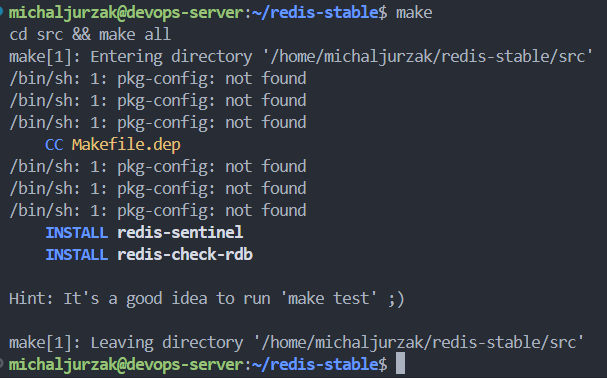 michaljurzak@devops-server:~/redis-stable$ make
cd src && make all
make[1]: Entering directory '/home/michaljurzak/redis-stable/src'
/bin/sh: 1: pkg-config: not found
/bin/sh: 1: pkg-config: not found
/bin/sh: 1: pkg-config: not found
    CC Makefile.dep
/bin/sh: 1: pkg-config: not found
/bin/sh: 1: pkg-config: not found
/bin/sh: 1: pkg-config: not found
    INSTALL redis-sentinel
    INSTALL redis-check-rdb
Hint: It's a good idea to run 'make test' ;)
make[1]: Leaving directory '/home/michaljurzak/redis-stable/src'
michaljurzak@devops-server:~/redis-stable$